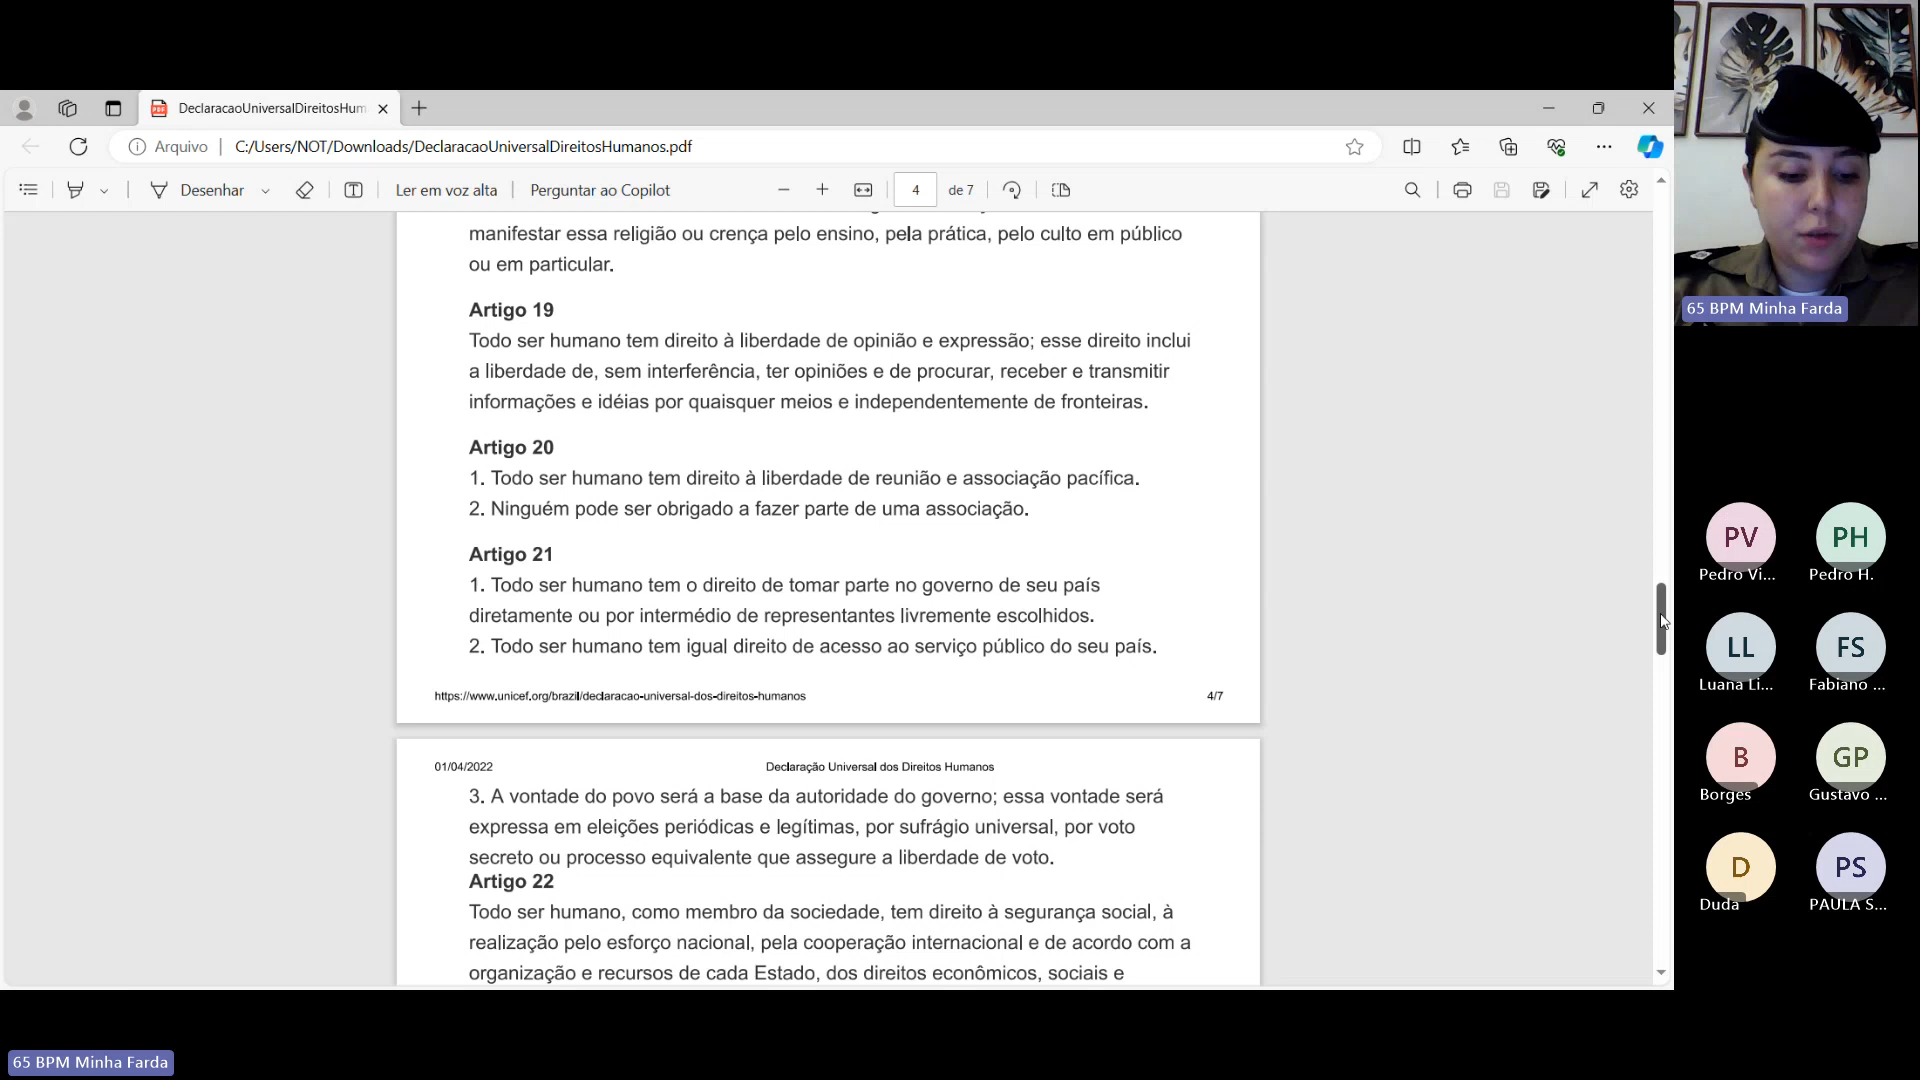 DeclaracaoUniversalDireitosHum
Arquivo
C:/Users/NOT/Downloads/DeclaracaoUniversalDireitosHumanos.pdf
Desenhar
Ler em voz alta
Perguntar ao Copilot
4
de 7
manifestar essa religião ou crença pelo ensino, pela prática, pelo culto em público
ou em particular.
Artigo 19
Todo ser humano tem direito à liberdade de opinião e expressão; esse direito inclui
a liberdade de, sem interferência, ter opiniões e de procurar, receber e transmitir
informações e idéias por quaisquer meios e independentemente de fronteiras.
Artigo 20
1. Todo ser humano tem direito à liberdade de reunião e associação pacífica.
2. Ninguém pode ser obrigado a fazer parte de uma associação.
Artigo 21
1. Todo ser humano tem o direito de tomar parte no governo de seu país
diretamente ou por intermédio de representantes livremente escolhidos.
2. Todo ser humano tem igual direito de acesso ao serviço público do seu país.
https://www.unicef.org/brazil/declaracao-universal-dos-direitos-humanos
4/7
01/04/2022
Declaração Universal dos Direitos Humanos
3. A vontade do povo será a base da autoridade do governo; essa vontade será
expressa em eleições periódicas e legítimas, por sufrágio universal, por voto
secreto ou processo equivalente que assegure a liberdade de voto.
Artigo 22
Todo ser humano, como membro da sociedade, tem direito à segurança social, à
realização pelo esforço nacional, pela cooperação internacional e de acordo com a
organização e recursos de cada Estado, dos direitos econômicos, sociais e
65 BPM Minha Farda
PV
Pedro Vi...
PH
Pedro H.
LL
Luana Li...
FS
Fabiano ...
B
Borges
GP
Gustavo ...
D
Duda
PS
PAULA S...
65 BPM Minha Farda